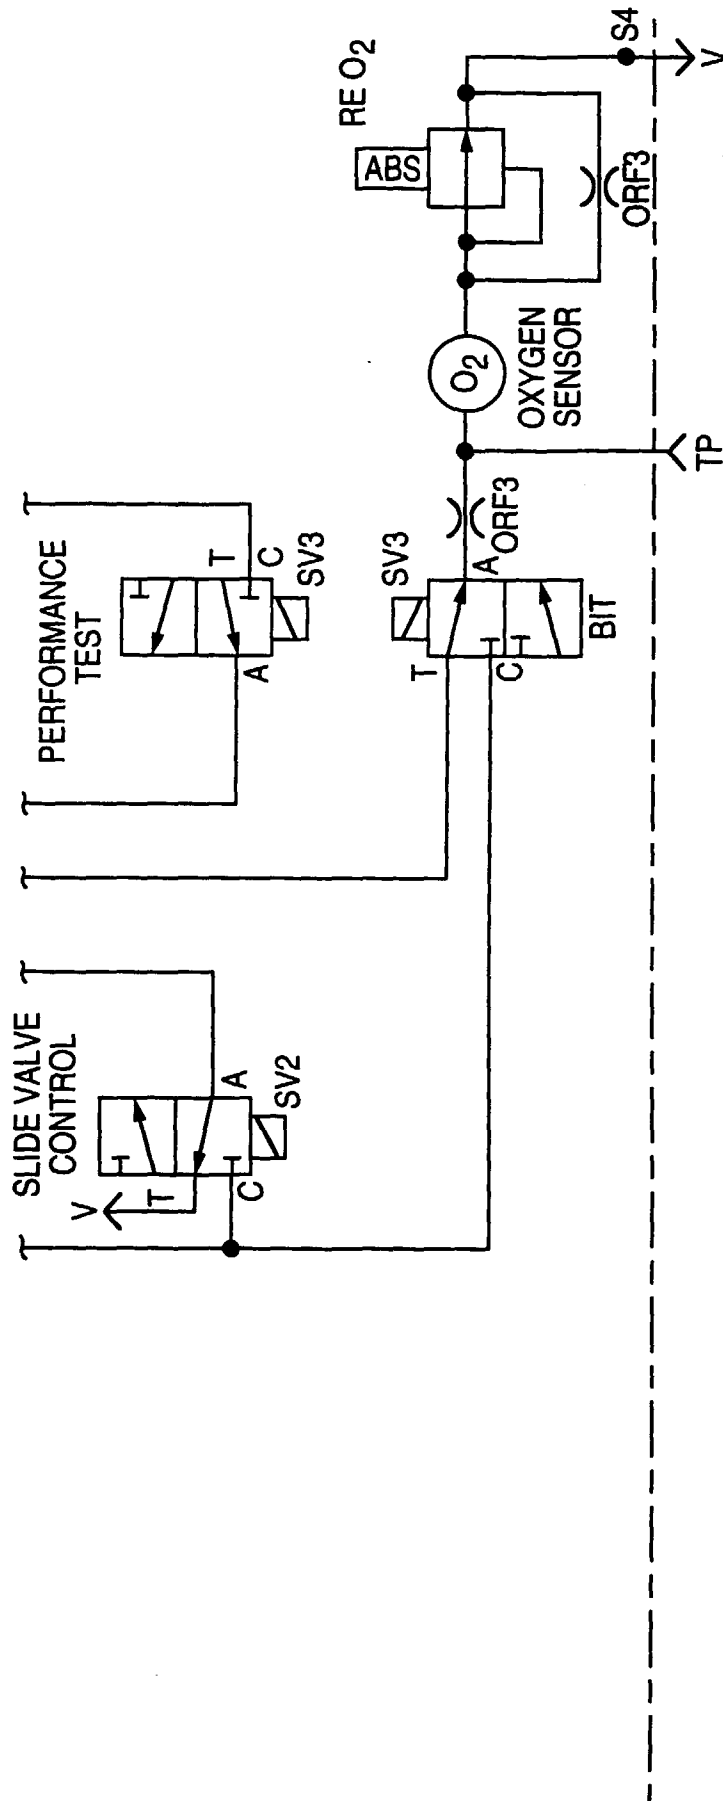 S4
V
RE O2
ABS
ORF3
O2
OXYGEN
SENSOR
TP
PERFORMANCE
TEST
T
C
SV3
A
SV3
A
ORF3
T
C
BIT
SLIDE VALVE
CONTROL
A
SV2
V
T
C